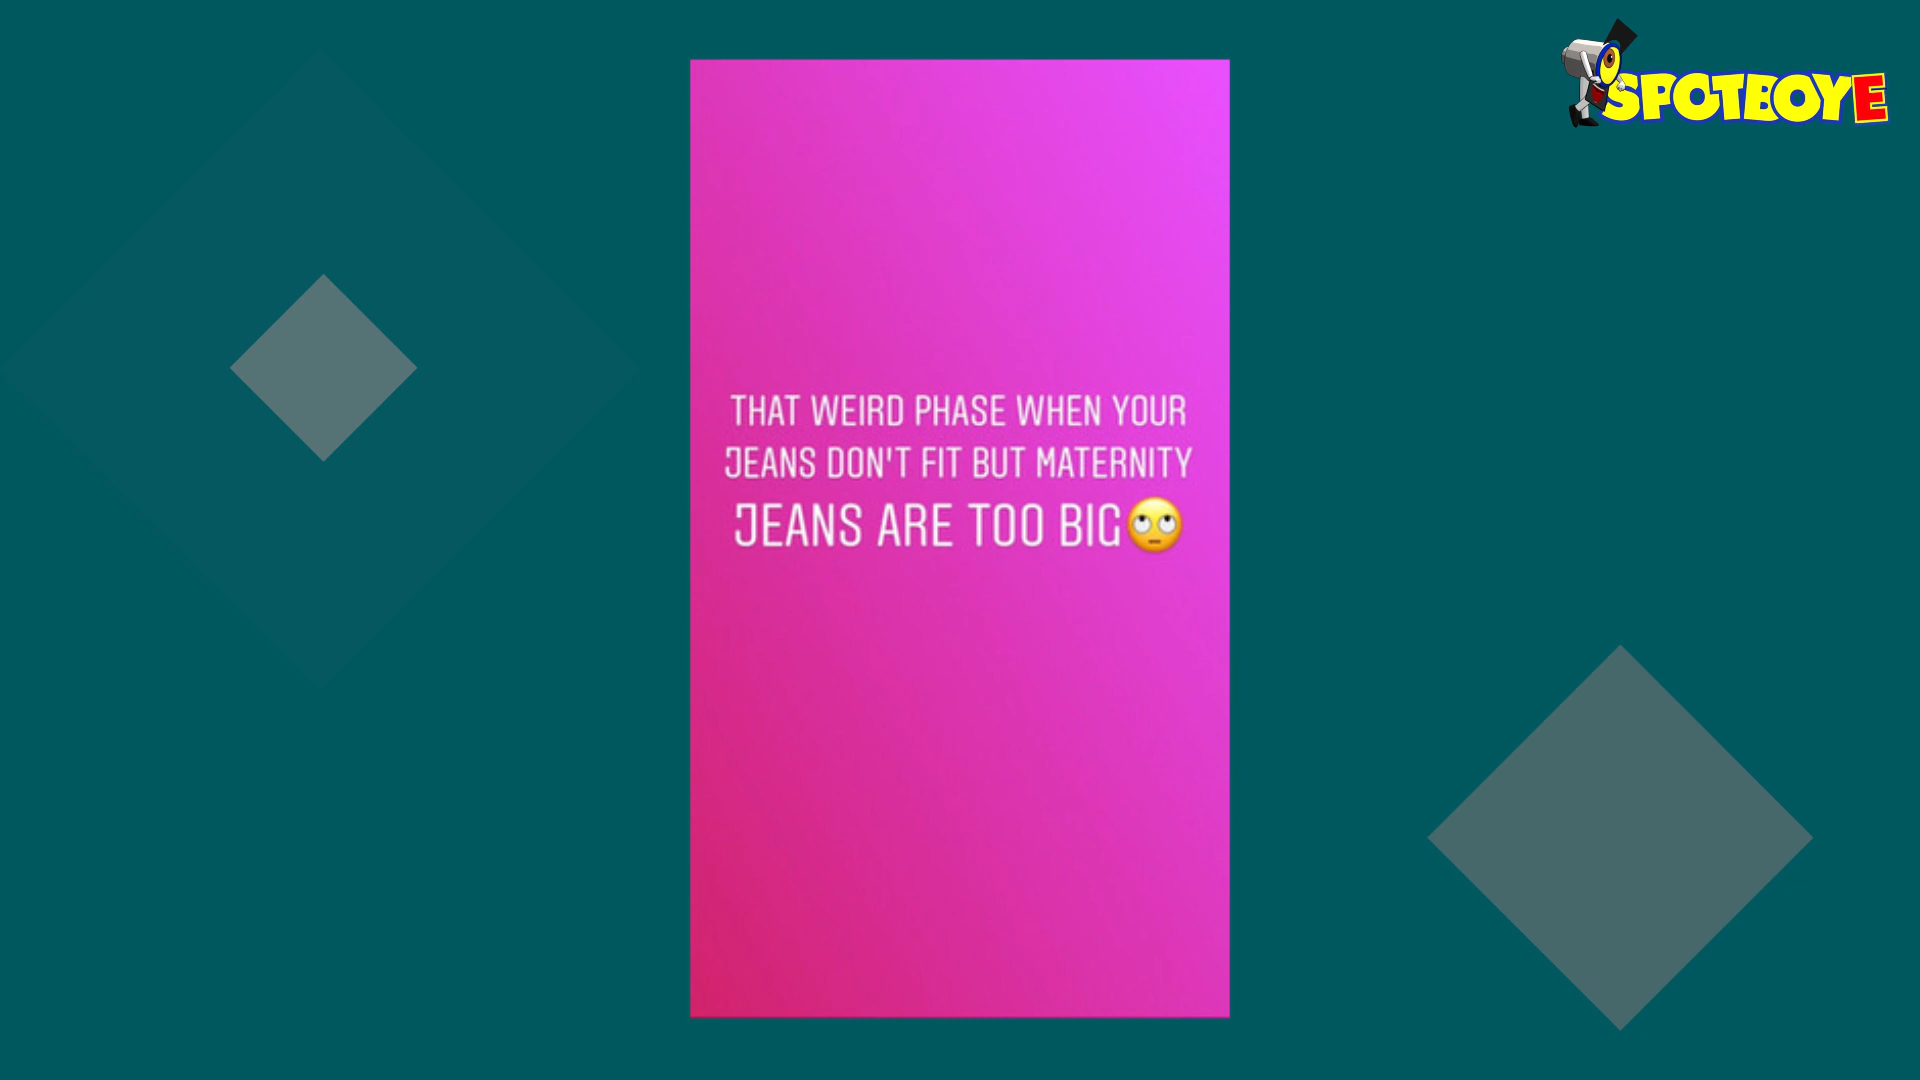 SPOTBOYE
THAT WEIRD PHASE WHEN YOUR
JEANS DON'T FIT BUT MATERNITY
JEANS ARE TOO BIG🙄